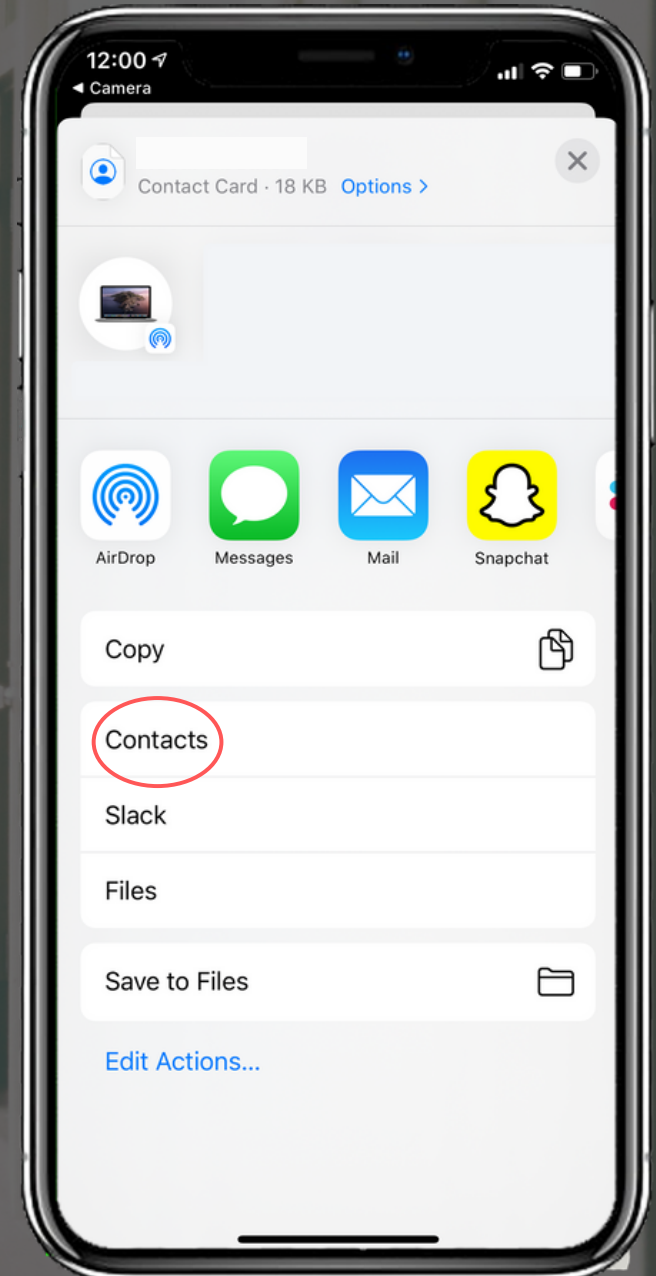 12:00
◀ Camera
Contact Card · 18 KB Options >
AirDrop
Messages
Mail
Snapchat
Copy
Contacts
Slack
Files
Save to Files
Edit Actions...